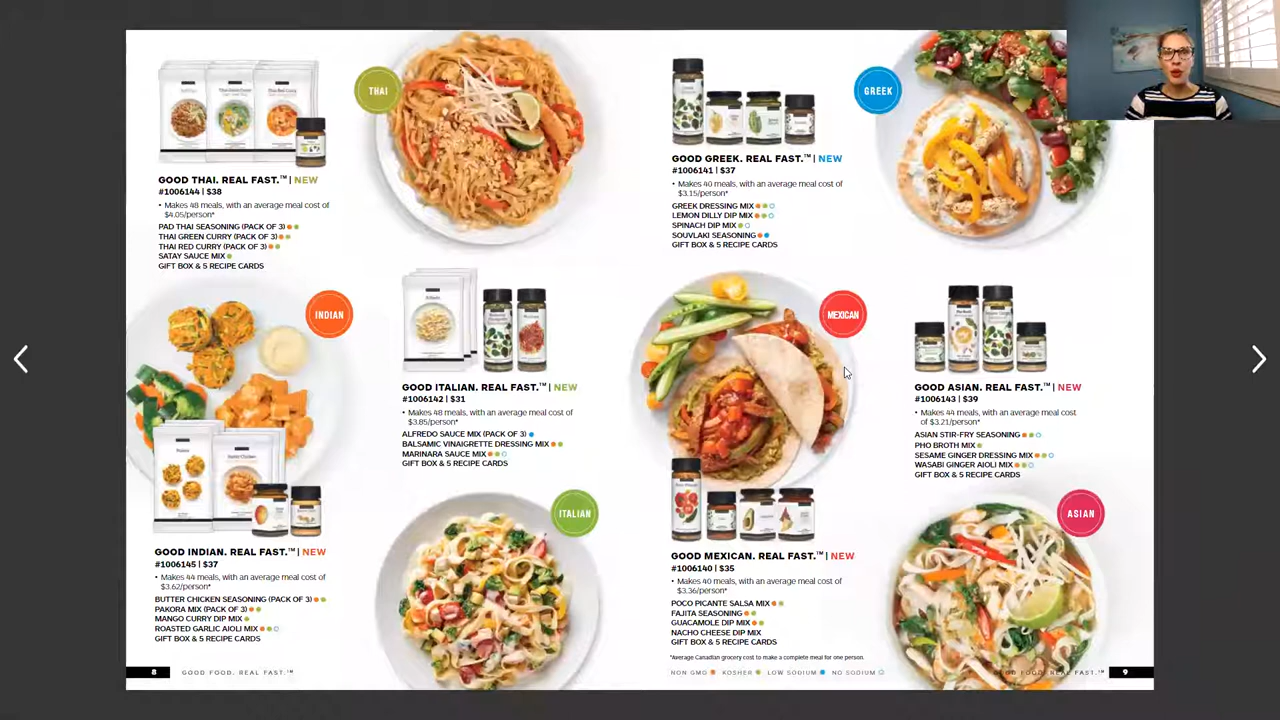 THAI
GOOD THAI. REAL FAST.™ | NEW
#1006144 | $38
• Makes 48 meals, with an average meal cost of
$4.05/person*
PAD THAI SEASONING (PACK OF 3)
THAI GREEN CURRY (PACK OF 3)
THAI RED CURRY (PACK OF 3)
SATAY SAUCE MIX
GIFT BOX & 5 RECIPE CARDS
INDIAN
GOOD INDIAN. REAL FAST.™ | NEW
#1006145 | $37
• Makes 44 meals, with an average meal cost of
$3.62/person*
BUTTER CHICKEN SEASONING (PACK OF 3)
PAKORA MIX (PACK OF 3)
MANGO CURRY DIP MIX
ROASTED GARLIC AIOLI MIX
GIFT BOX & 5 RECIPE CARDS
GOOD ITALIAN. REAL FAST.™ | NEW
#1006142 | $31
• Makes 48 meals, with an average meal cost of
$3.85/person*
ALFREDO SAUCE MIX (PACK OF 3)
BALSAMIC VINAIGRETTE DRESSING MIX
MARINARA SAUCE MIX
GIFT BOX & 5 RECIPE CARDS
ITALIAN
8 GOOD FOOD. REAL FAST.™
GREEK
GOOD GREEK. REAL FAST.™ | NEW
#1006141 | $37
• Makes 40 meals, with an average meal cost of
$3.15/person*
GREEK DRESSING MIX
LEMON DILLY DIP MIX
SPINACH DIP MIX
SOUVLAKI SEASONING
GIFT BOX & 5 RECIPE CARDS
MEXICAN
GOOD MEXICAN. REAL FAST.™ | NEW
#1006140 | $35
• Makes 40 meals, with an average meal cost of
$3.36/person*
POCO PICANTE SALSA MIX
FAJITA SEASONING
GUACAMOLE DIP MIX
NACHO CHEESE DIP MIX
GIFT BOX & 5 RECIPE CARDS
GOOD ASIAN. REAL FAST.™ | NEW
#1006143 | $39
• Makes 44 meals, with an average meal cost
of $3.21/person*
ASIAN STIR-FRY SEASONING
PHO BROTH MIX
SESAME GINGER DRESSING MIX
WASABI GINGER AIOLI MIX
GIFT BOX & 5 RECIPE CARDS
ASIAN
*Average Canadian grocery cost to make a complete meal for one person.
NON GMO KOSHER LOW SODIUM NO SODIUM
GOOD FOOD. REAL FAST.™ 9